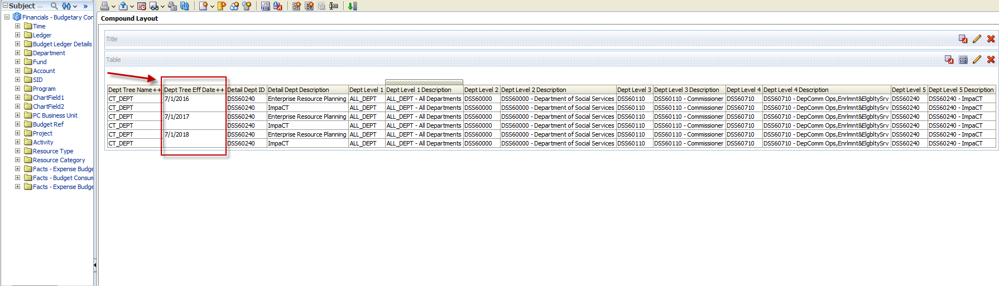 Subject ...
Financials - Budgetary Con
Time
Ledger
Budget Ledger Details
Department
Fund
Account
SID
Program
ChartField1
ChartField2
PC Business Unit
Budget Ref
Project
Activity
Resource Type
Resource Category
Facts - Expense Budge
Facts - Budget Consum
Facts - Expense Budge
Compound Layout
Title
Table
Dept Tree Name++ Dept Tree Eff Date++ Detail Dept ID Detail Dept Description Dept Level 1 Dept Level 1 Description Dept Level 2 Dept Level 2 Description Dept Level 3 Dept Level 3 Description Dept Level 4 Dept Level 4 Description Dept Level 5 Dept Level 5 Description
CT_DEPT 7/1/2016 DSS60240 Enterprise Resource Planning ALL_DEPT ALL_DEPT - All Departments DSS60000 DSS60000 - Department of Social Services DSS60110 DSS60110 - Commissioner DSS60710 DSS60710 - DepComm Ops,Enrlmnt&ElgbltySrv DSS60240 DSS60240 - ImpaCT
CT_DEPT DSS60240 ImpaCT ALL_DEPT ALL_DEPT - All Departments DSS60000 DSS60000 - Department of Social Services DSS60110 DSS60110 - Commissioner DSS60710 DSS60710 - DepComm Ops,Enrlmnt&ElgbltySrv DSS60240 DSS60240 - ImpaCT
CT_DEPT 7/1/2017 DSS60240 Enterprise Resource Planning ALL_DEPT ALL_DEPT - All Departments DSS60000 DSS60000 - Department of Social Services DSS60110 DSS60110 - Commissioner DSS60710 DSS60710 - DepComm Ops,Enrlmnt&ElgbltySrv DSS60240 DSS60240 - ImpaCT
CT_DEPT DSS60240 ImpaCT ALL_DEPT ALL_DEPT - All Departments DSS60000 DSS60000 - Department of Social Services DSS60110 DSS60110 - Commissioner DSS60710 DSS60710 - DepComm Ops,Enrlmnt&ElgbltySrv DSS60240 DSS60240 - ImpaCT
CT_DEPT 7/1/2018 DSS60240 Enterprise Resource Planning ALL_DEPT ALL_DEPT - All Departments DSS60000 DSS60000 - Department of Social Services DSS60110 DSS60110 - Commissioner DSS60710 DSS60710 - DepComm Ops,Enrlmnt&ElgbltySrv DSS60240 DSS60240 - ImpaCT
CT_DEPT DSS60240 ImpaCT ALL_DEPT ALL_DEPT - All Departments DSS60000 DSS60000 - Department of Social Services DSS60110 DSS60110 - Commissioner DSS60710 DSS60710 - DepComm Ops,Enrlmnt&ElgbltySrv DSS60240 DSS60240 - ImpaCT